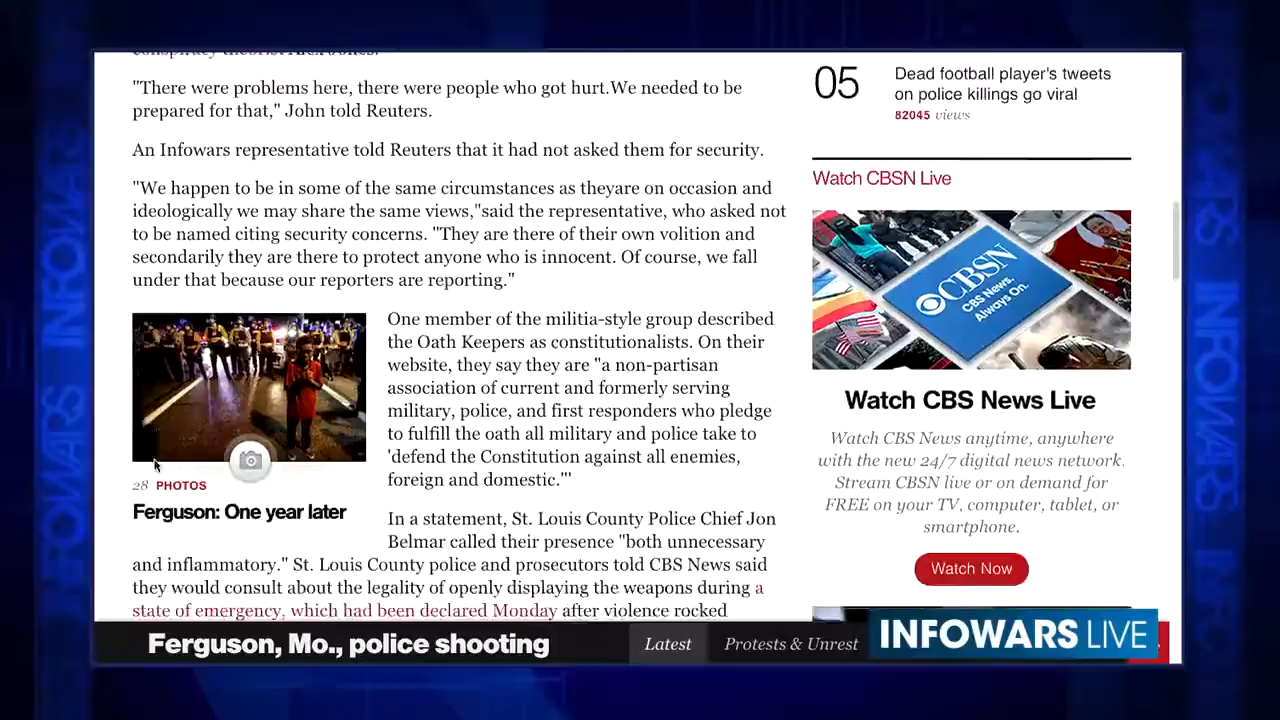 conspiracy theorist Alex Jones.
"There were problems here, there were people who got hurt.We needed to
be prepared for that," John told Reuters.
An Infowars representative told Reuters that it had not asked them for security.
"We happen to be in some of the same circumstances as theyare on occasion and
ideologically we may share the same views,"said the representative, who asked not
to be named citing security concerns. "They are there of their own volition and
secondarily they are there to protect anyone who is innocent. Of course, we fall
under that because our reporters are reporting."
28 PHOTOS
Ferguson: One year later
One member of the militia-style group described
the Oath Keepers as constitutionalists. On their
website, they say they are "a non-partisan
association of current and formerly serving
military, police, and first responders who pledge
to fulfill the oath all military and police take to
'defend the Constitution against all enemies,
foreign and domestic.'"
In a statement, St. Louis County Police Chief Jon
Belmar called their presence "both unnecessary
and inflammatory." St. Louis County police and prosecutors told CBS News said
they would consult about the legality of openly displaying the weapons during a
state of emergency, which had been declared Monday after violence rocked
05
Dead football player's tweets
on police killings go viral
82045 views
Watch CBSN Live
CBSN
CBS News.
Always On.
Watch CBS News Live
Watch CBS News anytime, anywhere
with the new 24/7 digital news network.
Stream CBSN live or on demand for
FREE on your TV, computer, tablet, or
smartphone.
Watch Now
Ferguson, Mo., police shooting
Latest
Protests & Unrest
INFOWARS LIVE
INFOWARS
INFOWARS
INFOWARS
INFOWARS